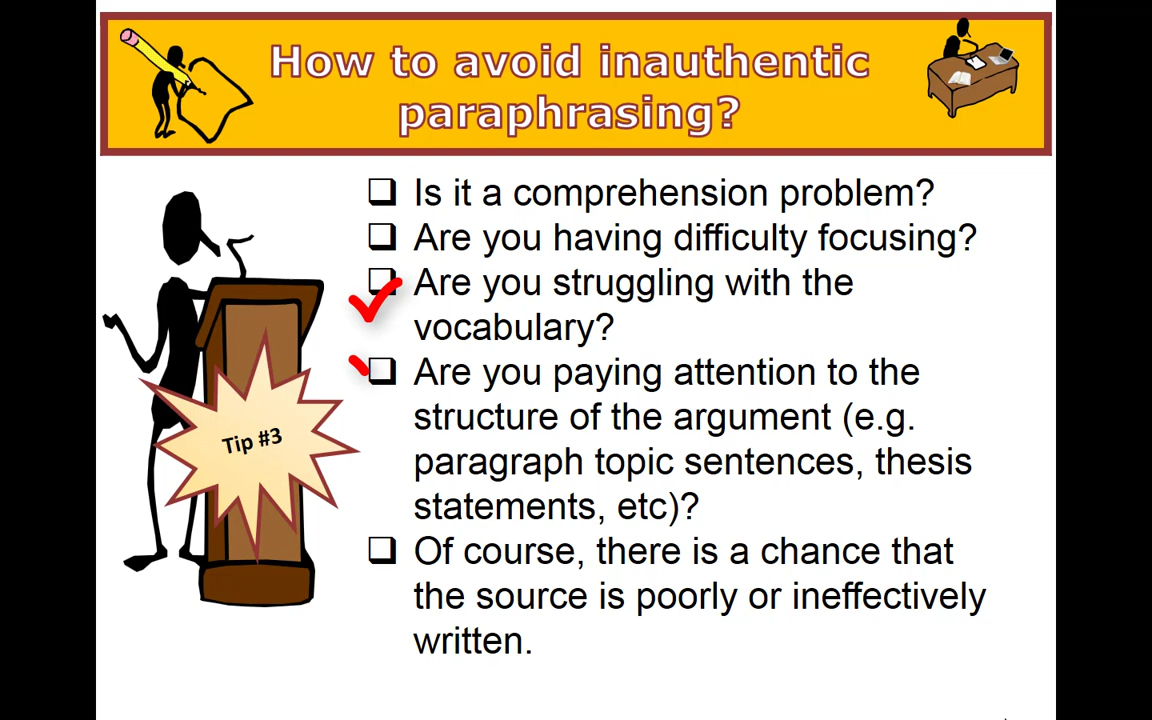 How to avoid inauthentic
paraphrasing?
Is it a comprehension problem?
Are you having difficulty focusing?
Are you struggling with the
vocabulary?
Are you paying attention to the
structure of the argument (e.g.
paragraph topic sentences, thesis
statements, etc)?
Of course, there is a chance that
the source is poorly or ineffectively
written.
Tip #3